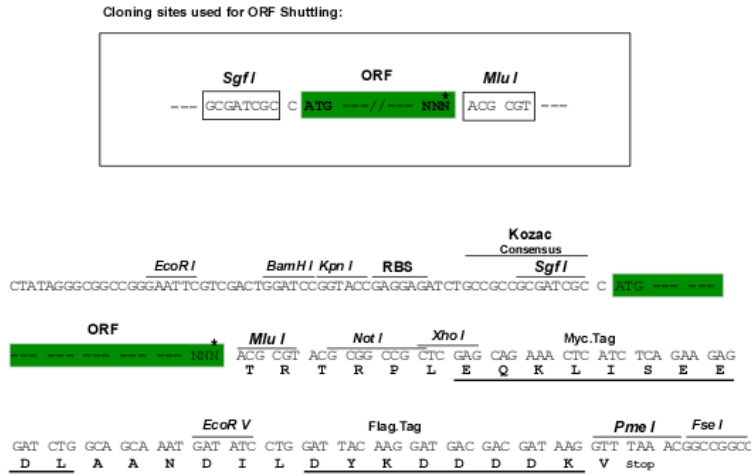 Cloning sites used for ORF Shuttling:
Sgf I ORF Mlu I
--- GCGATCGC C ATG ---//--- NNN* ACG CGT ---
Kozac
Consensus
EcoR I BamH I Kpn I RBS Sgf I
CTATAGGGCGGCCGGGAATTCGTCGACTGGATCCGGTACCGAGGAGATCTGCCGCCGCGATCGC C ATG --- ---
ORF Mlu I Not I Xho I Myc.Tag
--- --- --- --- --- NNN* ACG CGT ACG CGG CCG CTC GAG CAG AAA CTC ATC TCA GAA GAG
T R T R P L E Q K L I S E E
EcoR V Flag.Tag Pme I Fse I
GAT CTG GCA GCA AAT GAT ATC CTG GAT TAC AAG GAT GAC GAC GAT AAG GTT TAA ACGGCCGGCC
D L A A N D I L D Y K D D D D K V Stop